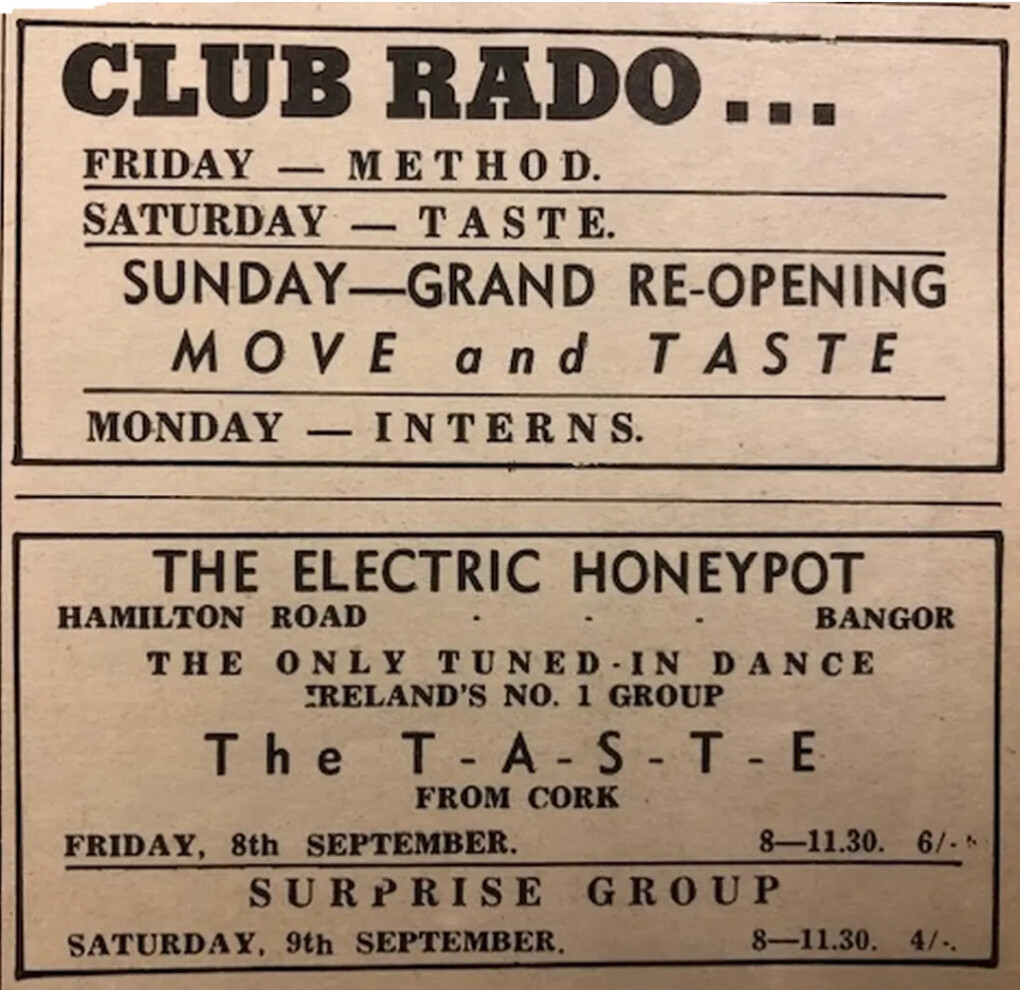 CLUB RADO ...
FRIDAY — METHOD.
SATURDAY — TASTE.
SUNDAY—GRAND RE-OPENING
MOVE and TASTE
MONDAY — INTERNS.
THE ELECTRIC HONEYPOT
HAMILTON ROAD . . . BANGOR
THE ONLY TUNED-IN DANCE
IRELAND'S NO. 1 GROUP
The T-A-S-T-E
FROM CORK
FRIDAY, 8th SEPTEMBER. 8—11.30. 6/-
SURPRISE GROUP
SATURDAY, 9th SEPTEMBER. 8—11.30. 4/-.